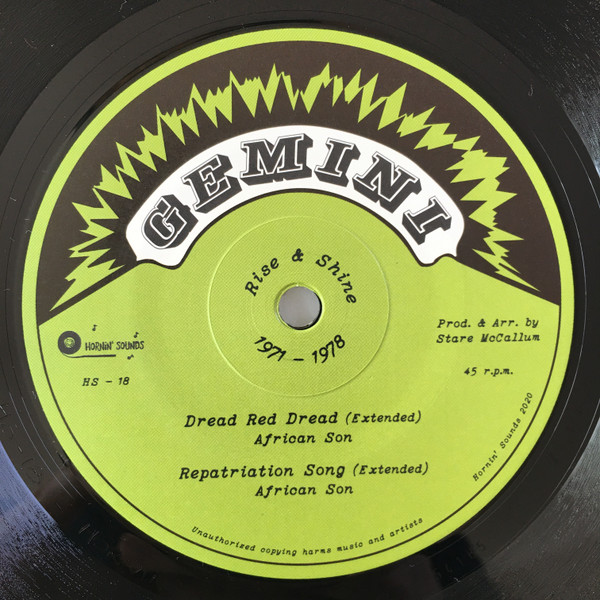 GEMINI
Rise & Shine
1971 - 1978
HORNIN' SOUNDS
HS - 18
Prod. & Arr. by
Stare McCallum
45 r.p.m.
Dread Red Dread (Extended)
African Son
Repatriation Song (Extended)
African Son
Hornin' Sounds 2020
Unauthorized copying harms music and artists